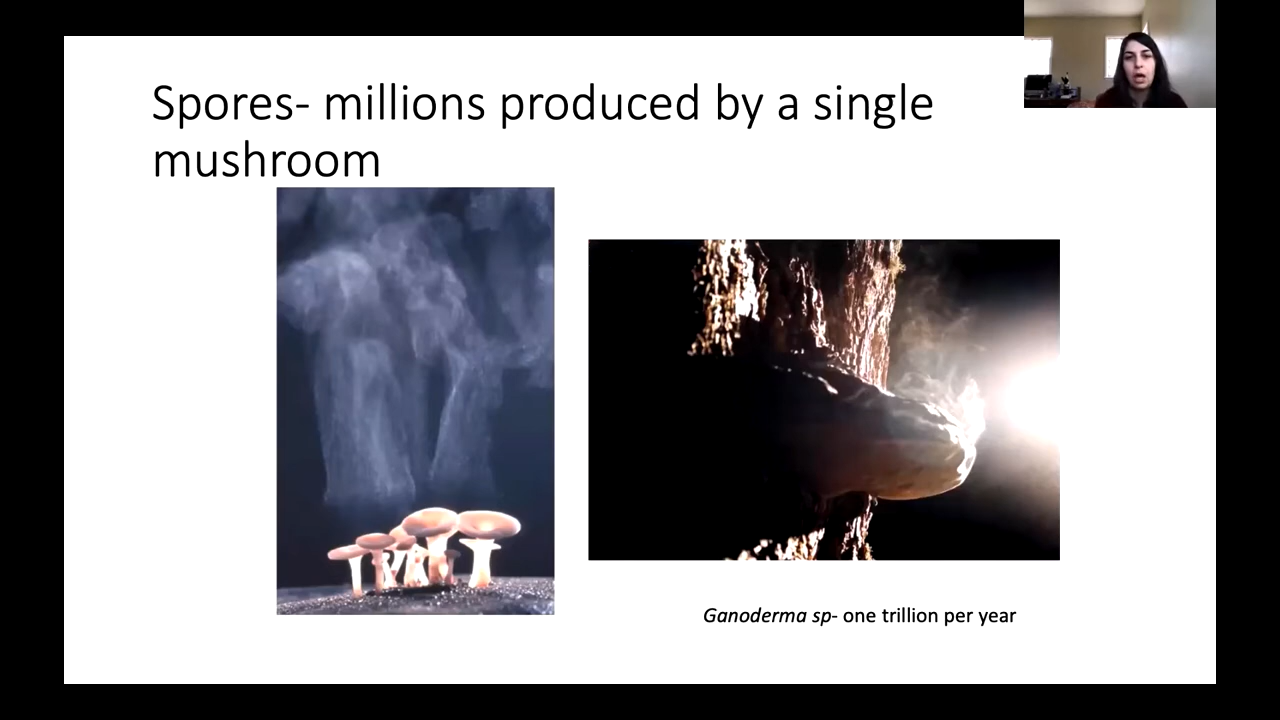 Spores- millions produced by a single
mushroom
Ganoderma sp- one trillion per year